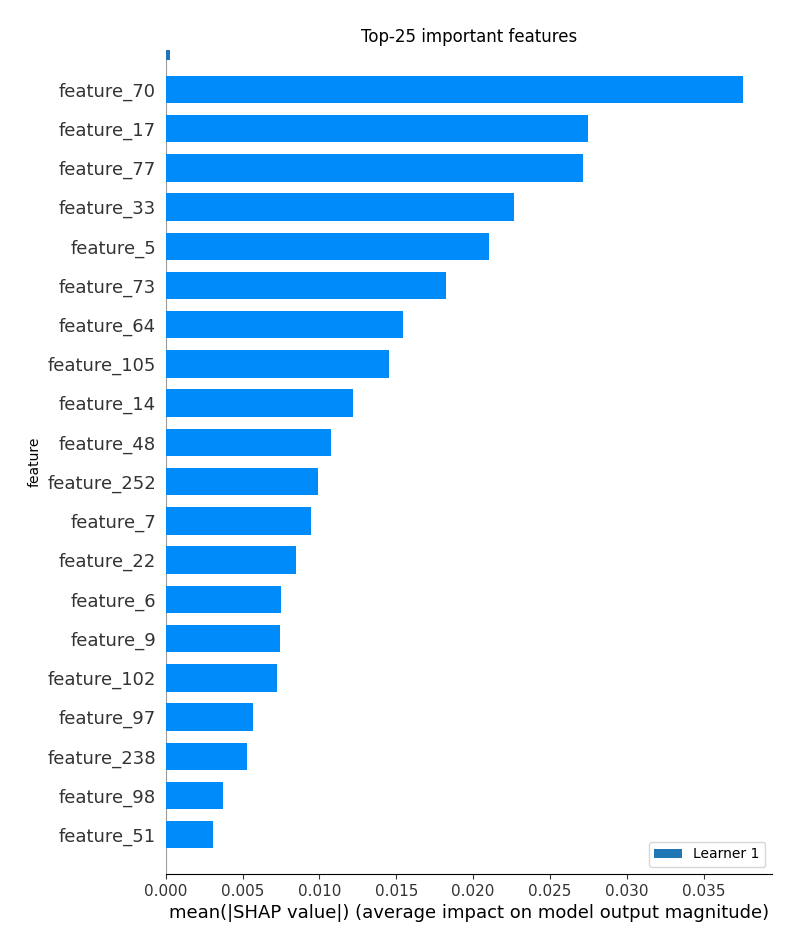 Top-25 important features
feature_70
feature_17
feature_77
feature_33
feature_5
feature_73
feature_64
feature_105
feature_14
feature_48
feature
feature_252
feature_7
feature_22
feature_6
feature_9
feature_102
feature_97
feature_238
feature_98
feature_51
Learner 1
0.000 0.005 0.010 0.015 0.020 0.025 0.030 0.035
mean(|SHAP value|) (average impact on model output magnitude)